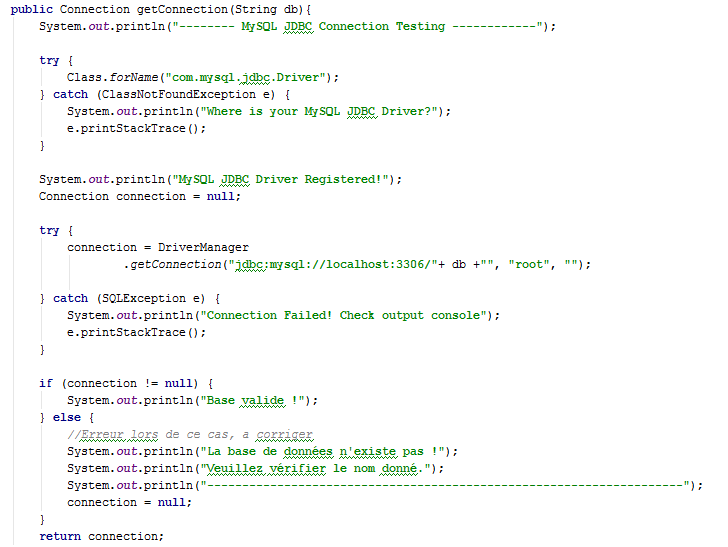 public Connection getConnection(String db){
System.out.println("-------- MySQL JDBC Connection Testing ------------");
try {
Class.forName("com.mysql.jdbc.Driver");
} catch (ClassNotFoundException e) {
System.out.println("Where is your MySQL JDBC Driver?");
e.printStackTrace();
}
System.out.println("MySQL JDBC Driver Registered!");
Connection connection = null;
try {
connection = DriverManager
.getConnection("jdbc:mysql://localhost:3306/"+ db +"", "root", "");
} catch (SQLException e) {
System.out.println("Connection Failed! Check output console");
e.printStackTrace();
}
if (connection != null) {
System.out.println("Base valide !");
} else {
//Erreur lors de ce cas, a corriger
System.out.println("La base de données n'existe pas !");
System.out.println("Veuillez vérifier le nom donné.");
System.out.println("---------------------------------------------------------------------");
connection = null;
}
return connection;